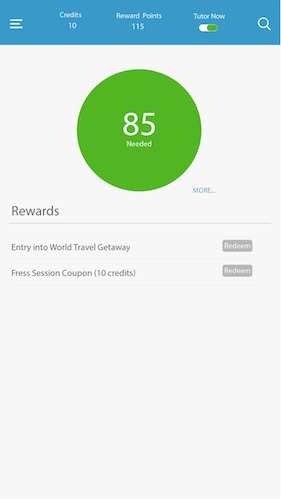 Credits
10
Reward Points
115
Tutor Now
85
Needed
MORE...
Rewards
Entry into World Travel Getaway
Redeem
Fress Session Coupon (10 credits)
Redeem